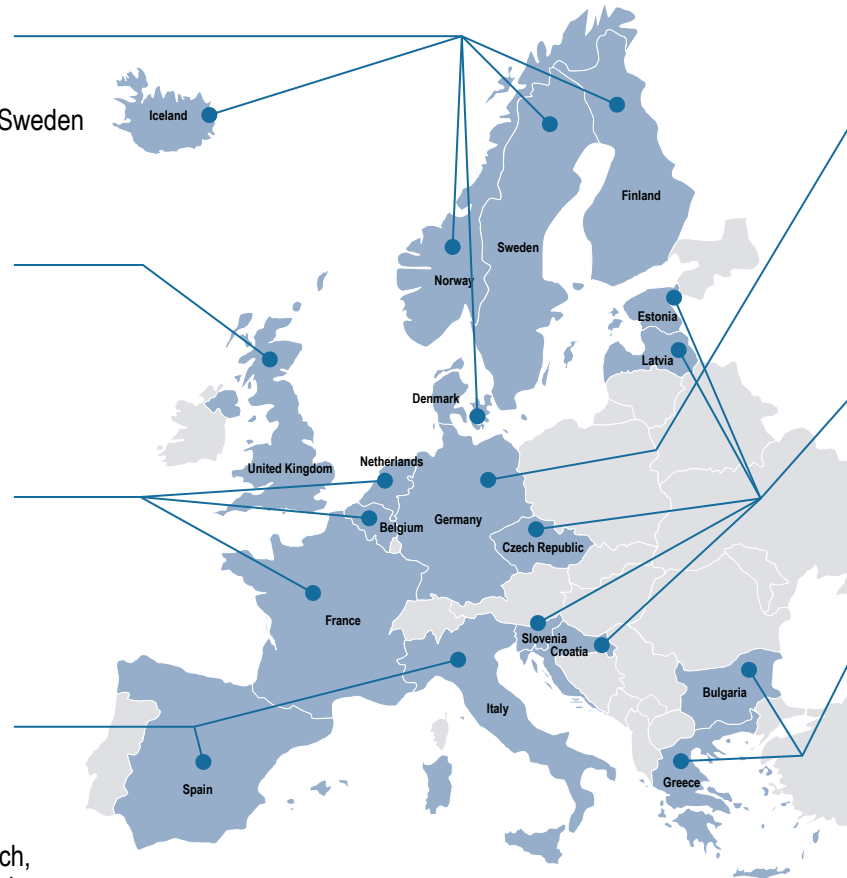 Iceland
Sweden
Finland
Sweden
Norway
Estonia
Latvia
Denmark
Netherlands
United Kingdom
Germany
Belgium
Czech Republic
France
Slovenia
Croatia
Bulgaria
Italy
Greece
Spain
ch,